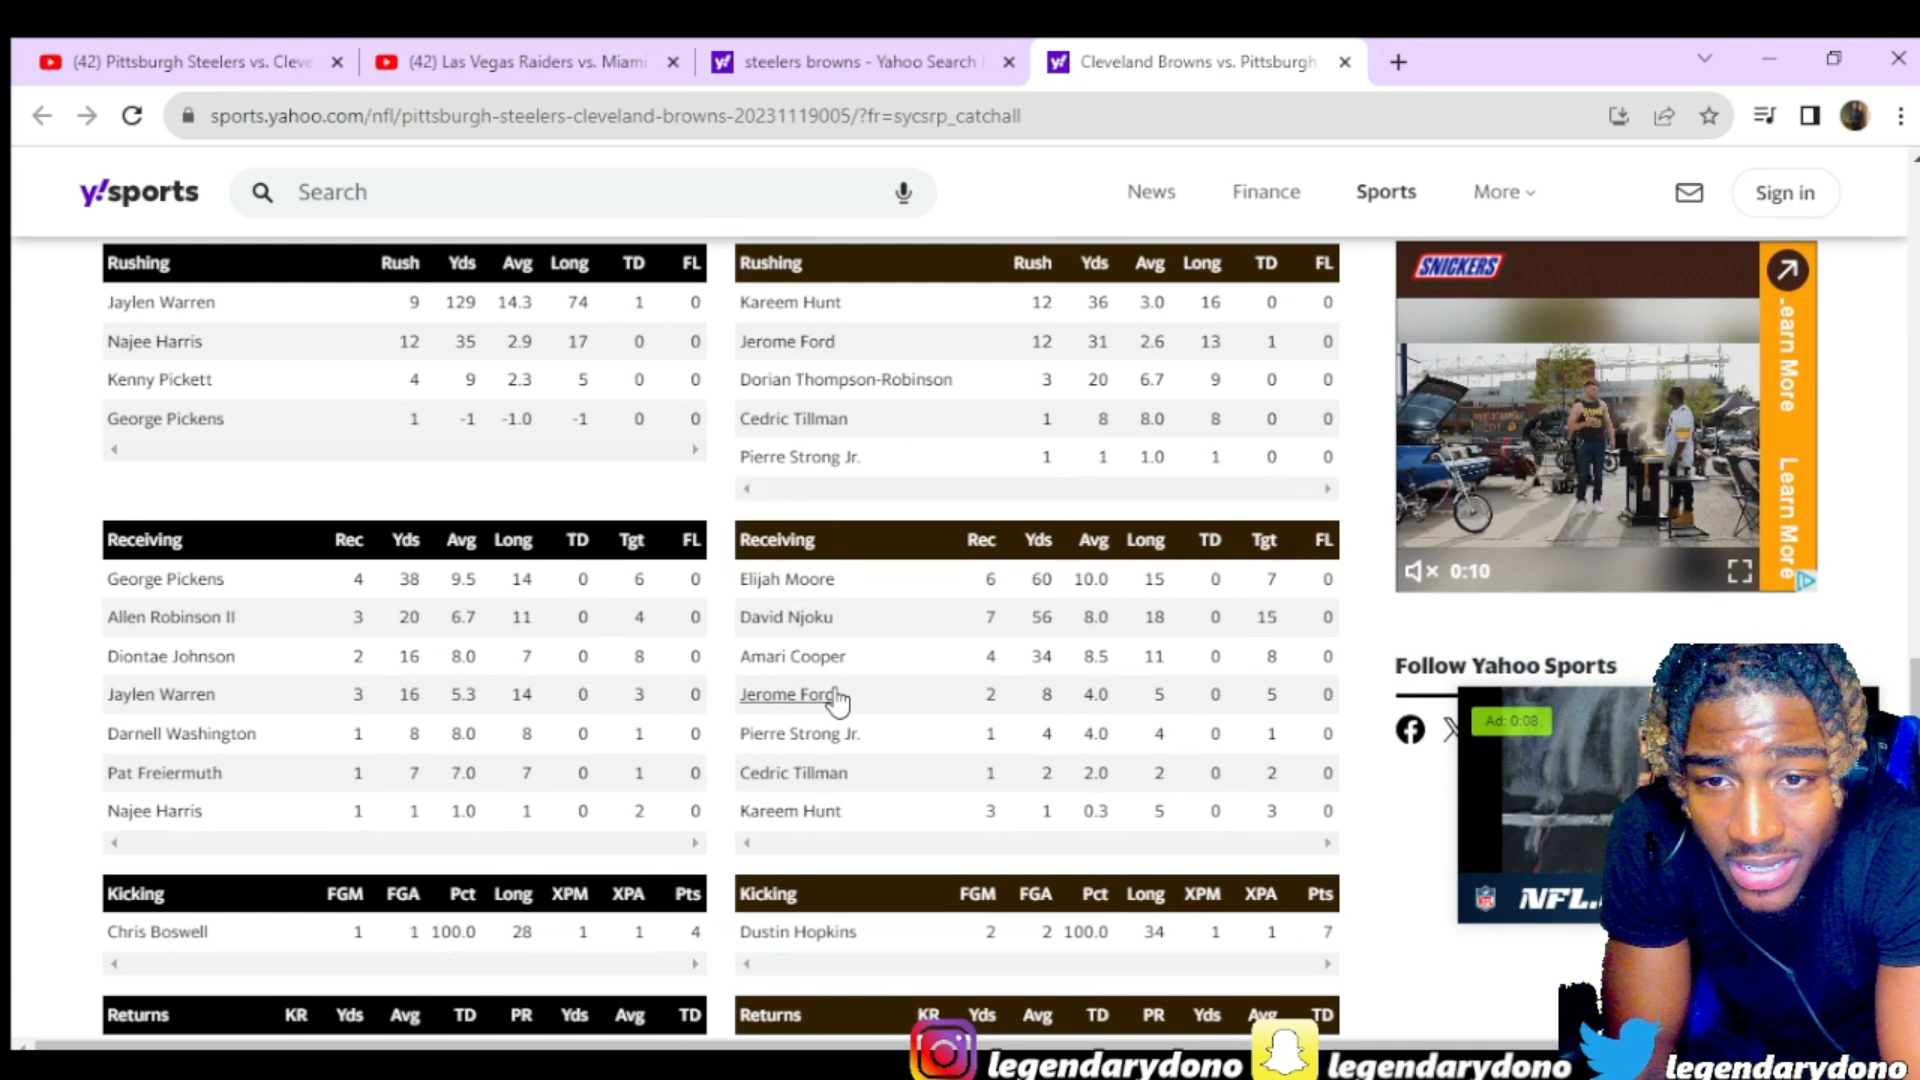 (42) Pittsburgh Steelers vs. Cleve
(42) Las Vegas Raiders vs. Miami
steelers browns - Yahoo Search
Cleveland Browns vs. Pittsburgh
sports.yahoo.com/nfl/pittsburgh-steelers-cleveland-browns-20231119005/?fr=sycsrp_catchall
y!sports
Search
News Finance Sports More
Sign in
Rushing Rush Yds Avg Long TD FL
Jaylen Warren 9 129 14.3 74 1 0
Najee Harris 12 35 2.9 17 0 0
Kenny Pickett 4 9 2.3 5 0 0
George Pickens 1 -1 -1.0 -1 0 0
Rushing Rush Yds Avg Long TD FL
Kareem Hunt 12 36 3.0 16 0 0
Jerome Ford 12 31 2.6 13 1 0
Dorian Thompson-Robinson 3 20 6.7 9 0 0
Cedric Tillman 1 8 8.0 8 0 0
Pierre Strong Jr. 1 1 1.0 1 0 0
Receiving Rec Yds Avg Long TD Tgt FL
George Pickens 4 38 9.5 14 0 6 0
Allen Robinson II 3 20 6.7 11 0 4 0
Diontae Johnson 2 16 8.0 7 0 8 0
Jaylen Warren 3 16 5.3 14 0 3 0
Darnell Washington 1 8 8.0 8 0 1 0
Pat Freiermuth 1 7 7.0 7 0 1 0
Najee Harris 1 1 1.0 1 0 2 0
Receiving Rec Yds Avg Long TD Tgt FL
Elijah Moore 6 60 10.0 15 0 7 0
David Njoku 7 56 8.0 18 0 15 0
Amari Cooper 4 34 8.5 11 0 8 0
Jerome Ford 2 8 4.0 5 0 5 0
Pierre Strong Jr. 1 4 4.0 4 0 1 0
Cedric Tillman 1 2 2.0 2 0 2 0
Kareem Hunt 3 1 0.3 5 0 3 0
Kicking FGM FGA Pct Long XPM XPA Pts
Chris Boswell 1 1 100.0 28 1 1 4
Kicking FGM FGA Pct Long XPM XPA Pts
Dustin Hopkins 2 2 100.0 34 1 1 7
Returns KR Yds Avg TD PR Yds Avg TD
Returns KR Yds Avg TD PR Yds Avg TD
SNICKERS
Learn More
0:10
Follow Yahoo Sports
Ad: 0:08
NFL
legendarydono
legendarydono
legendarydono